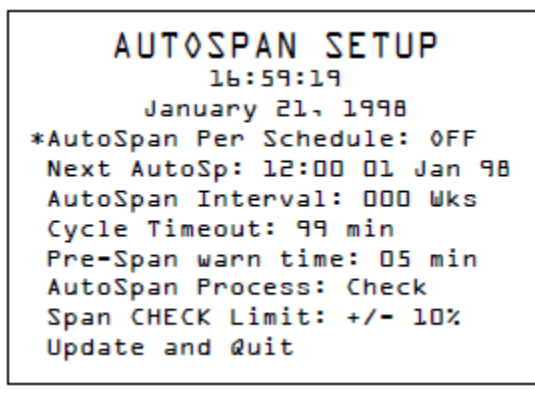 AUTOSPAN SETUP
16:59:19
January 21, 1998
*AutoSpan Per Schedule: OFF
Next AutoSp: 12:00 01 Jan 98
AutoSpan Interval: 000 Wks
Cycle Timeout: 99 min
Pre-Span warn time: 05 min
AutoSpan Process: Check
Span CHECK Limit: +/- 10%
Update and Quit